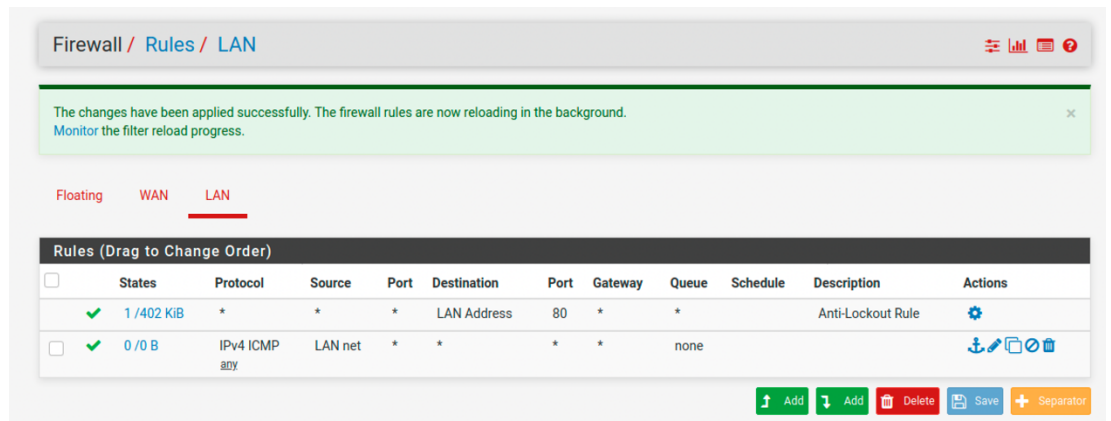 Firewall / Rules / LAN
The changes have been applied successfully. The firewall rules are now reloading in the background.
Monitor the filter reload progress.
×
Floating WAN LAN
Rules (Drag to Change Order)
States Protocol Source Port Destination Port Gateway Queue Schedule Description Actions
1 /402 KiB * * * LAN Address 80 * * Anti-Lockout Rule
0 /0 B IPv4 ICMP LAN net * * * * none
any
Add Add Delete Save Separator